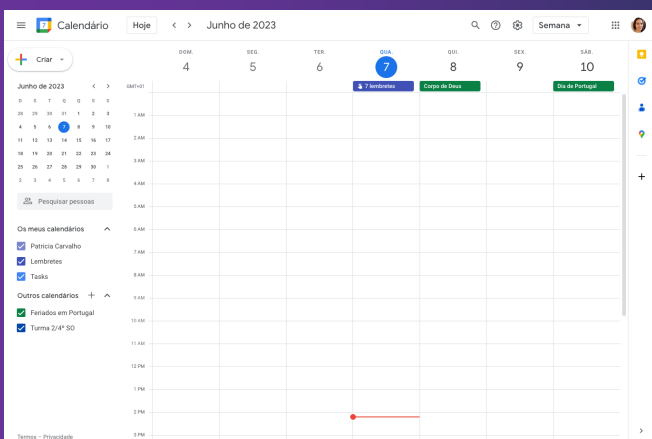 7 Calendário Hoje Junho de 2023 Semana
Criar
DOM. SEG. TER. QUA. QUI. SEX. SÁB.
4 5 6 7 8 9 10
GMT+01 7 lembretes Corpo de Deus Dia de Portugal
Junho de 2023
D S T Q Q S S
28 29 30 31 1 2 3
4 5 6 7 8 9 10
11 12 13 14 15 16 17
18 19 20 21 22 23 24
25 26 27 28 29 30 1
2 3 4 5 6 7 8
Pesquisar pessoas
Os meus calendários
Patrícia Carvalho
Lembretes
Tasks
Outros calendários
Feriados em Portugal
Turma 2/4ª SO
Termos – Privacidade
1 AM
2 AM
3 AM
4 AM
5 AM
6 AM
7 AM
8 AM
9 AM
10 AM
11 AM
12 PM
1 PM
2 PM
3 PM